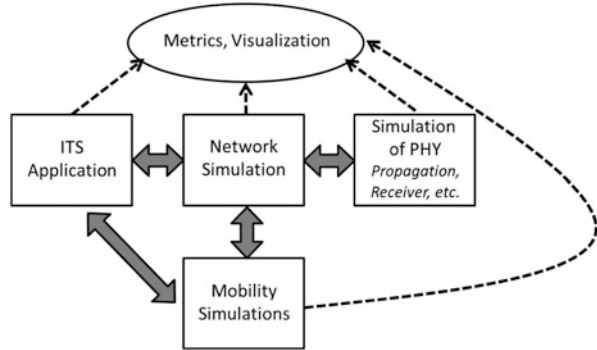 Metrics, Visualization
ITS
Application
Network
Simulation
Simulation
of PHY
Propagation,
Receiver, etc.
Mobility
Simulations